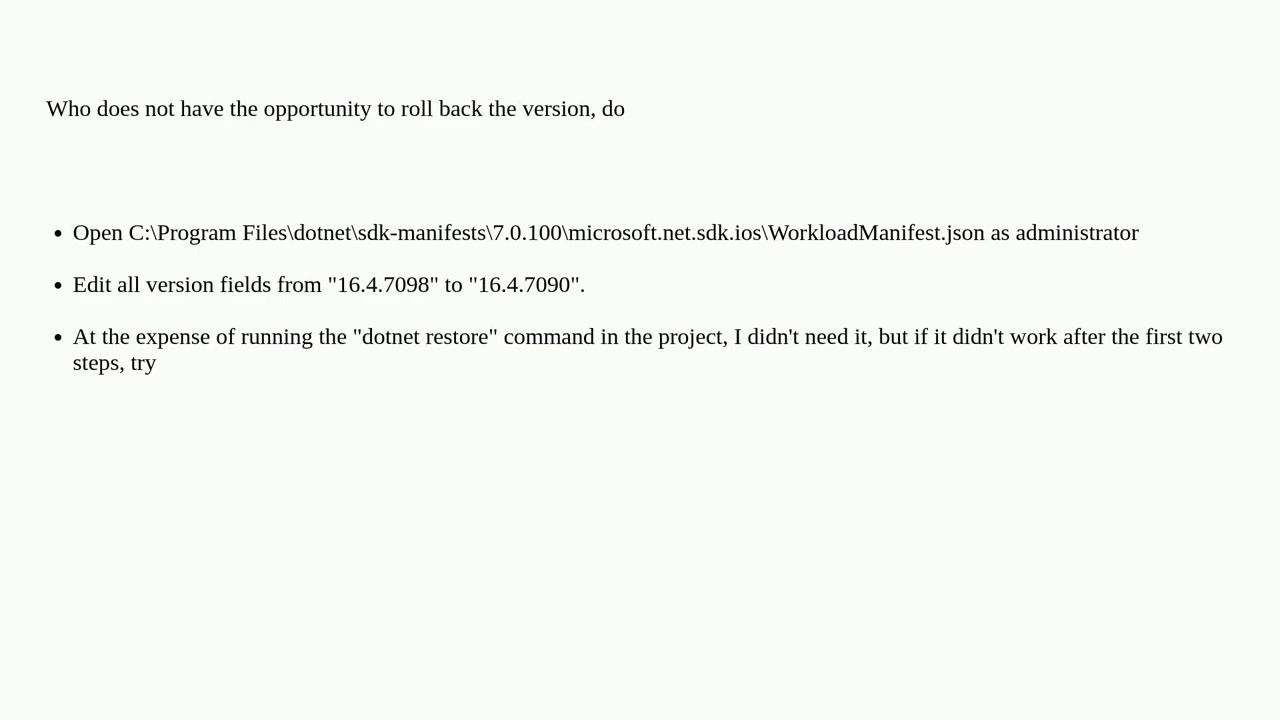 Who does not have the opportunity to roll back the version, do
• Open C:\Program Files\dotnet\sdk-manifests\7.0.100\microsoft.net.sdk.ios\WorkloadManifest.json as administrator
• Edit all version fields from "16.4.7098" to "16.4.7090".
• At the expense of running the "dotnet restore" command in the project, I didn't need it, but if it didn't work after the first two
steps, try